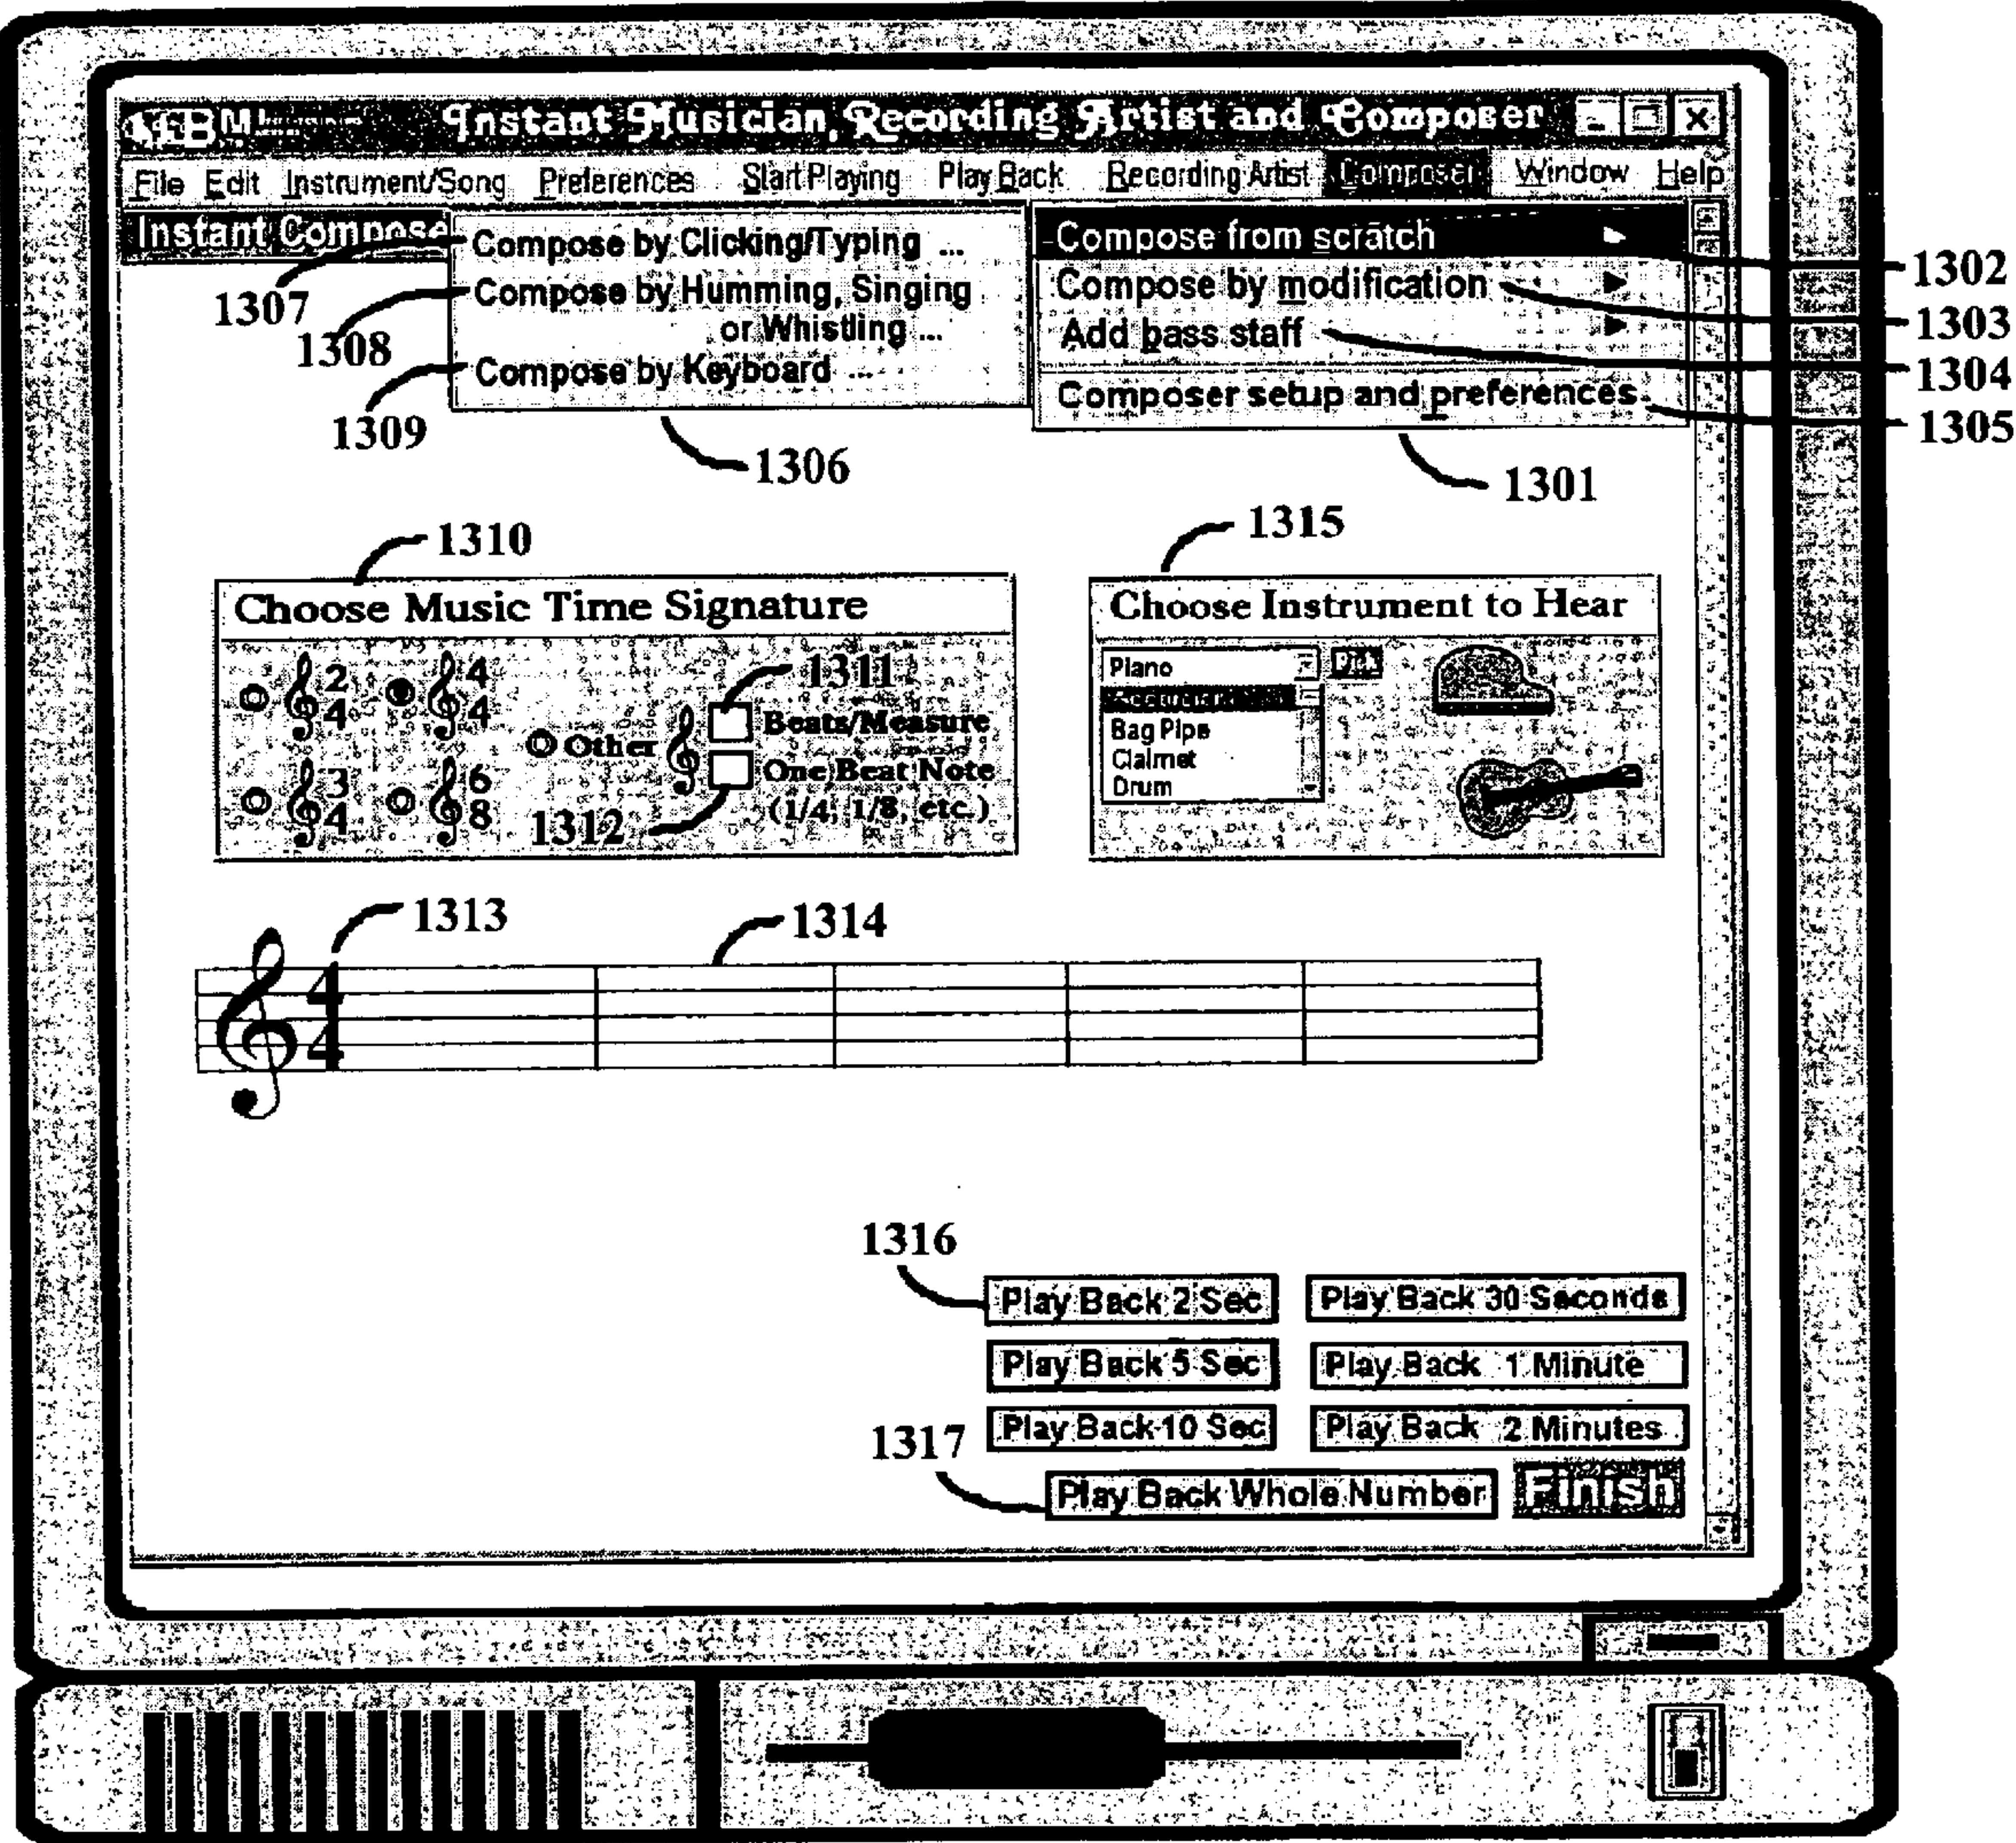 Instant Musician, Recording Artist and Composer
File Edit Instrument/Song Preferences Start Playing Play Back Recording Artist Composer Window Help
Instant Compose
Compose by Clicking/Typing ...
Compose by Humming, Singing
or Whistling ...
Compose by Keyboard ...
Compose from scratch
Compose by modification
Add bass staff
Composer setup and preferences
1302
1303
1304
1305
1307
1308
1309
1306
1301
1310
1315
Choose Music Time Signature
2
4
4
4
3
4
6
8
Other
1311
Beats/Measure
One Beat Note
(1/4, 1/8, etc.)
1312
Choose Instrument to Hear
Piano
Bag Pipe
Clairnet
Drum
1313
1314
4
4
1316
Play Back 2 Sec
Play Back 30 Seconds
Play Back 5 Sec
Play Back 1 Minute
1317
Play Back 10 Sec
Play Back 2 Minutes
Play Back Whole Number
Finish